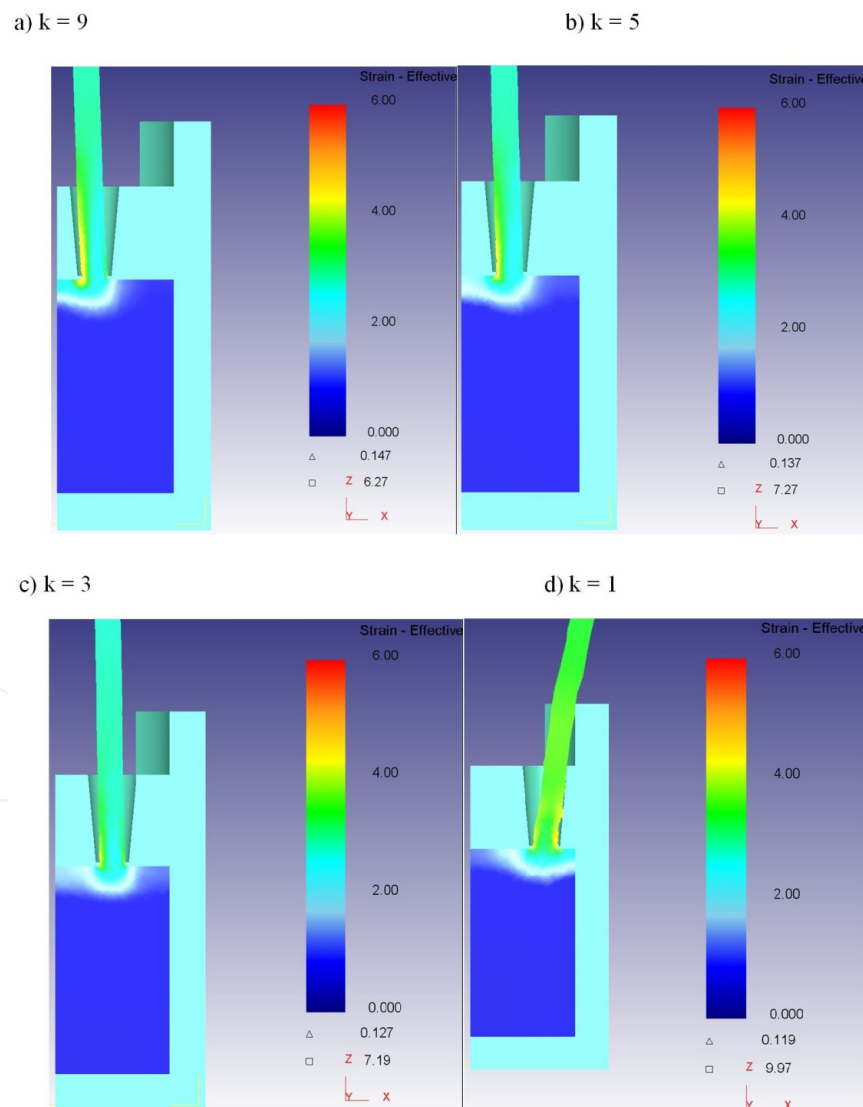 a) k = 9
b) k = 5
Strain - Effective
6.00
4.00
2.00
0.000
△ 0.147
□ Z 6.27
Y X
Strain - Effective
6.00
4.00
2.00
0.000
△ 0.137
□ Z 7.27
Y X
c) k = 3
d) k = 1
Strain - Effective
6.00
4.00
2.00
0.000
△ 0.127
□ Z 7.19
Y X
Strain - Effective
6.00
4.00
2.00
0.000
△ 0.119
□ Z 9.97
Y X